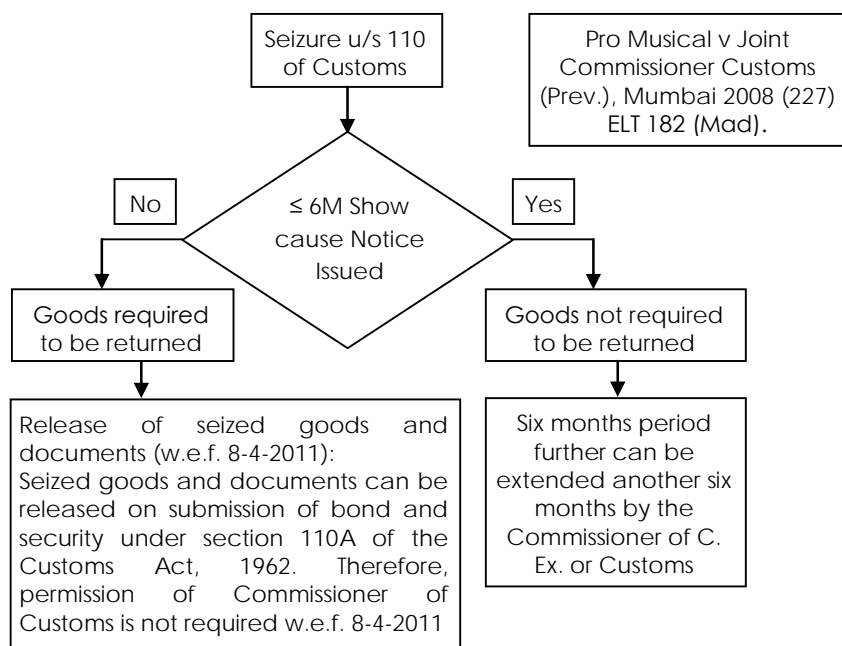 Seizure u/s 110
of Customs
Pro Musical v Joint
Commissioner Customs
(Prev.), Mumbai 2008 (227)
ELT 182 (Mad).
No
≤ 6M Show
cause Notice
Issued
Yes
Goods required
to be returned
Goods not required
to be returned
Release of seized goods and
documents (w.e.f. 8-4-2011):
Seized goods and documents can be
released on submission of bond and
security under section 110A of the
Customs Act, 1962. Therefore,
permission of Commissioner of
Customs is not required w.e.f. 8-4-2011
Six months period
further can be
extended another six
months by the
Commissioner of C.
Ex. or Customs